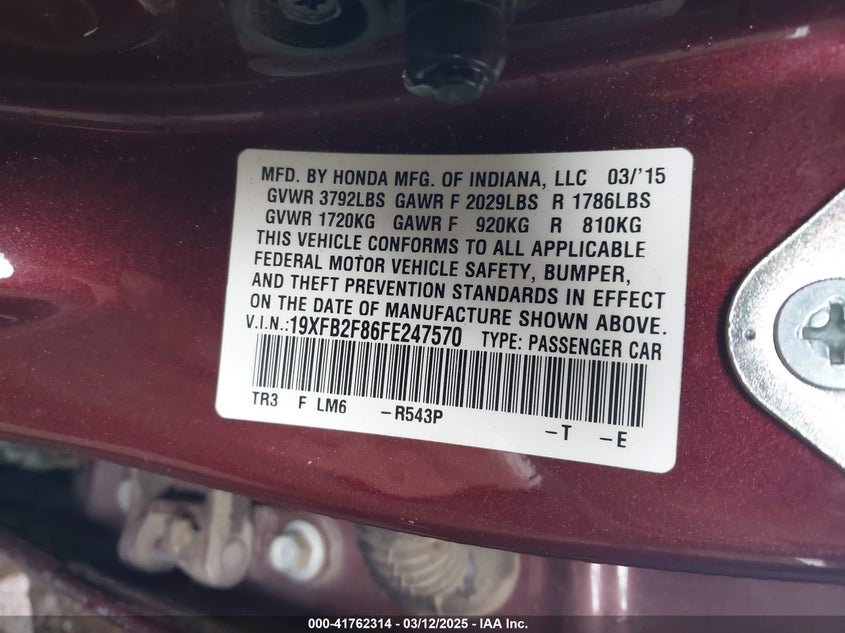 MFD. BY HONDA MFG. OF INDIANA, LLC 03/'15
GVWR 3792LBS GAWR F 2029LBS R 1786LBS
GVWR 1720KG GAWR F 920KG R 810KG
THIS VEHICLE CONFORMS TO ALL APPLICABLE
FEDERAL MOTOR VEHICLE SAFETY, BUMPER,
AND THEFT PREVENTION STANDARDS IN EFFECT
ON THE DATE OF MANUFACTURE SHOWN ABOVE.
V.I.N.:19XFB2F86FE247570 TYPE: PASSENGER CAR
TR3 F LM6 -R543P
-T -E
000-41762314 - 03/12/2025 - IAA Inc.